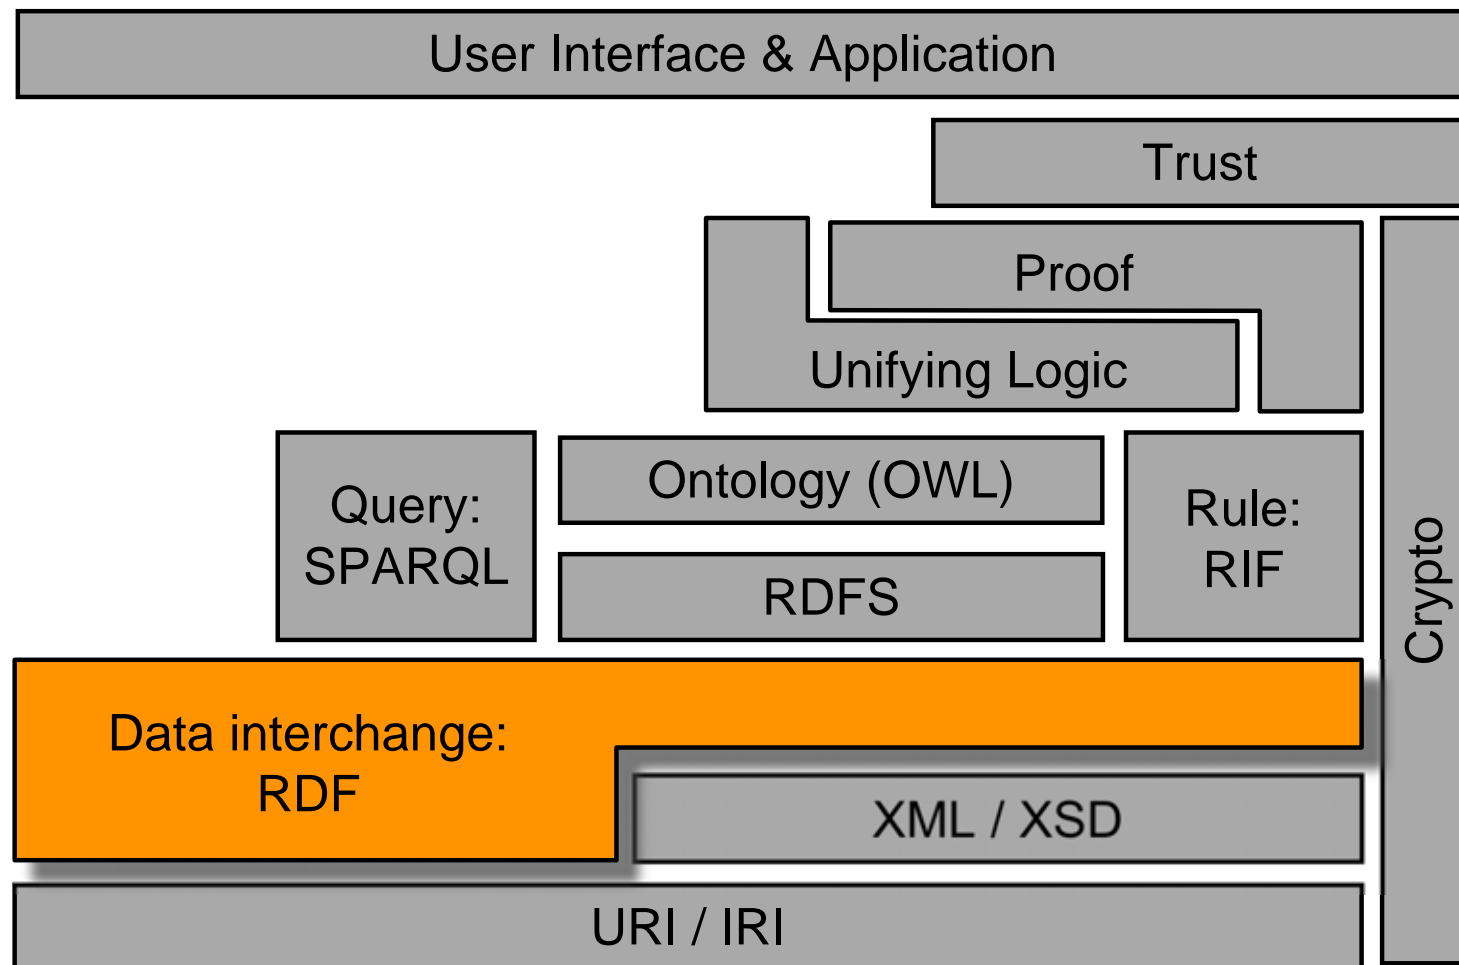 User Interface & Application
Trust
Proof
Unifying Logic
Query:
SPARQL
Ontology (OWL)
RDFS
Rule:
RIF
Crypto
Data interchange:
RDF
XML / XSD
URI / IRI